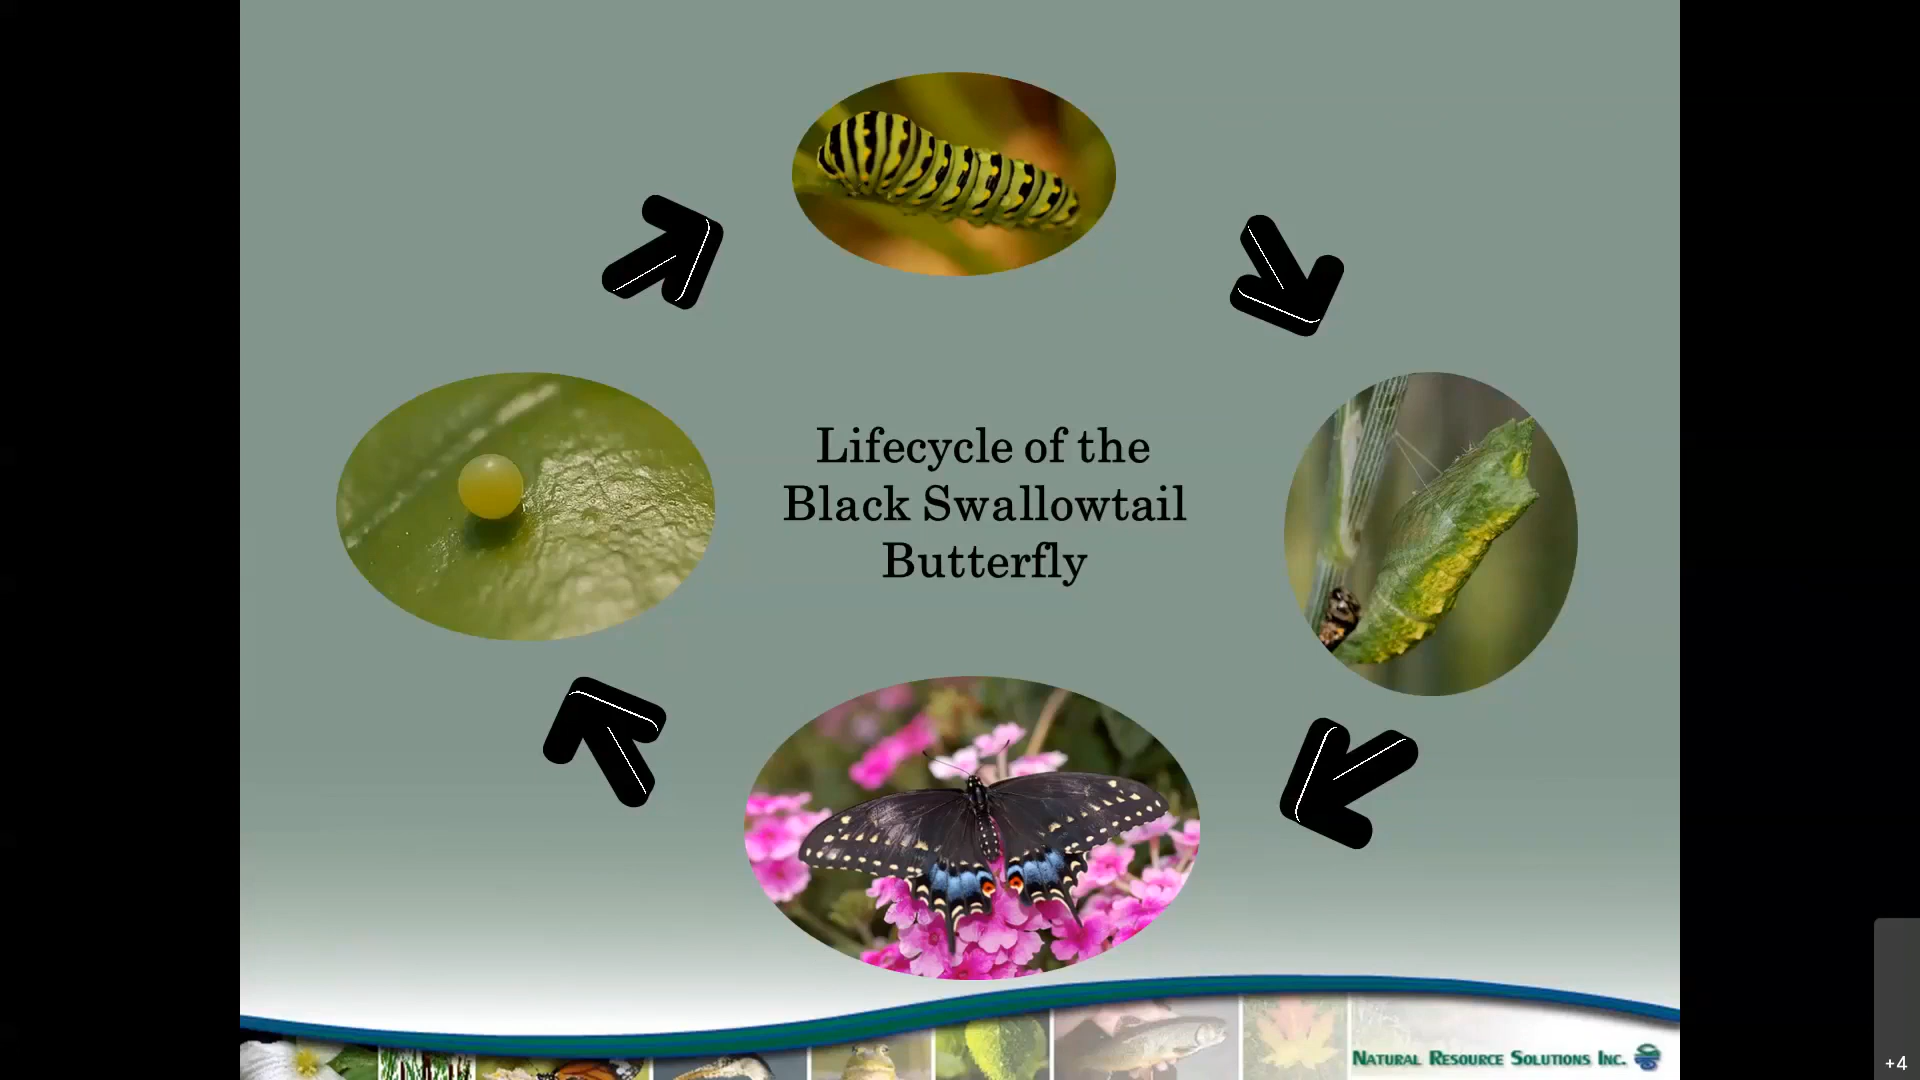 Lifecycle of the
Black Swallowtail
Butterfly
Natural Resource Solutions Inc.
+4